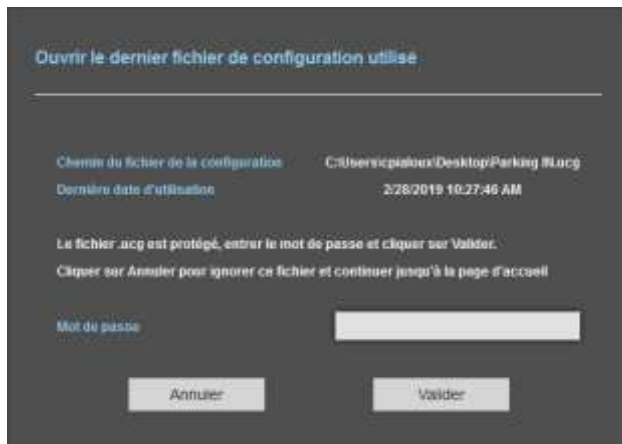 Ouvrir le dernier fichier de configuration utilisé
Chemin du fichier de la configuration C:\Users\cpialoux\Desktop\Parking IN.ucg
Dernière date d'utilisation 2/28/2019 10:27:46 AM
Le fichier .ucg est protégé, entrer le mot de passe et cliquer sur Valider.
Cliquer sur Annuler pour ignorer ce fichier et continuer jusqu'à la page d'accueil
Mot de passe
Annuler Valider